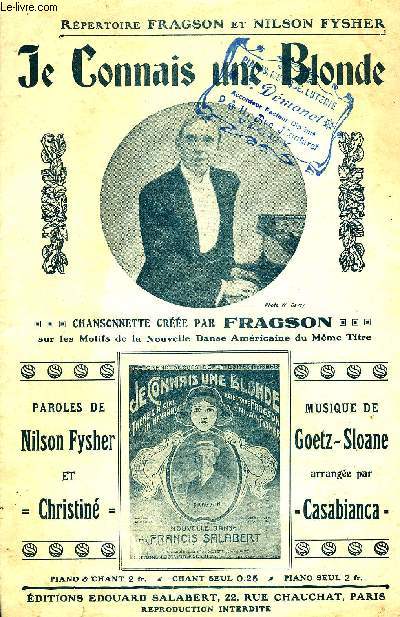 RÉPERTOIRE FRAGSON ET NILSON FYSHER
Je Connais une Blonde
Démanet
CHANSONNETTE CRÉÉE PAR FRAGSON
sur les Motifs de la Nouvelle Danse Américaine du Même Titre
PAROLES DE
Nilson Fysher
ET
= Christiné =
JE CONNAIS UNE BLONDE
NOUVELLE DANSE
FRANCIS SALABERT
MUSIQUE DE
Goetz-Sloane
arrangée par
-Casabianca-
PIANO & CHANT 2 fr. CHANT SEUL 0.25 PIANO SEUL 2 fr.
ÉDITIONS EDOUARD SALABERT, 22, RUE CHAUCHAT, PARIS
REPRODUCTION INTERDITE